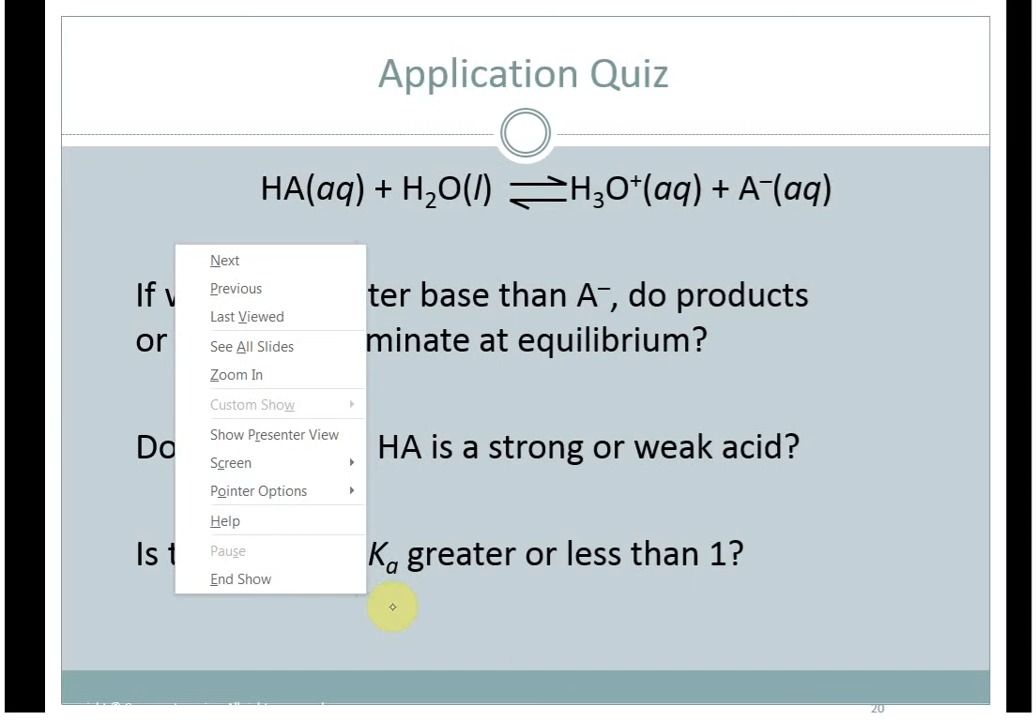 Application Quiz
HA(aq) + H₂O(l) ⇌ H₃O⁺(aq) + A⁻(aq)
If ter base than A⁻, do products
or minate at equilibrium?
Do HA is a strong or weak acid?
Is Kₐ greater or less than 1?
Next
Previous
Last Viewed
See All Slides
Zoom In
Custom Show
Show Presenter View
Screen
Pointer Options
Help
Pause
End Show
20